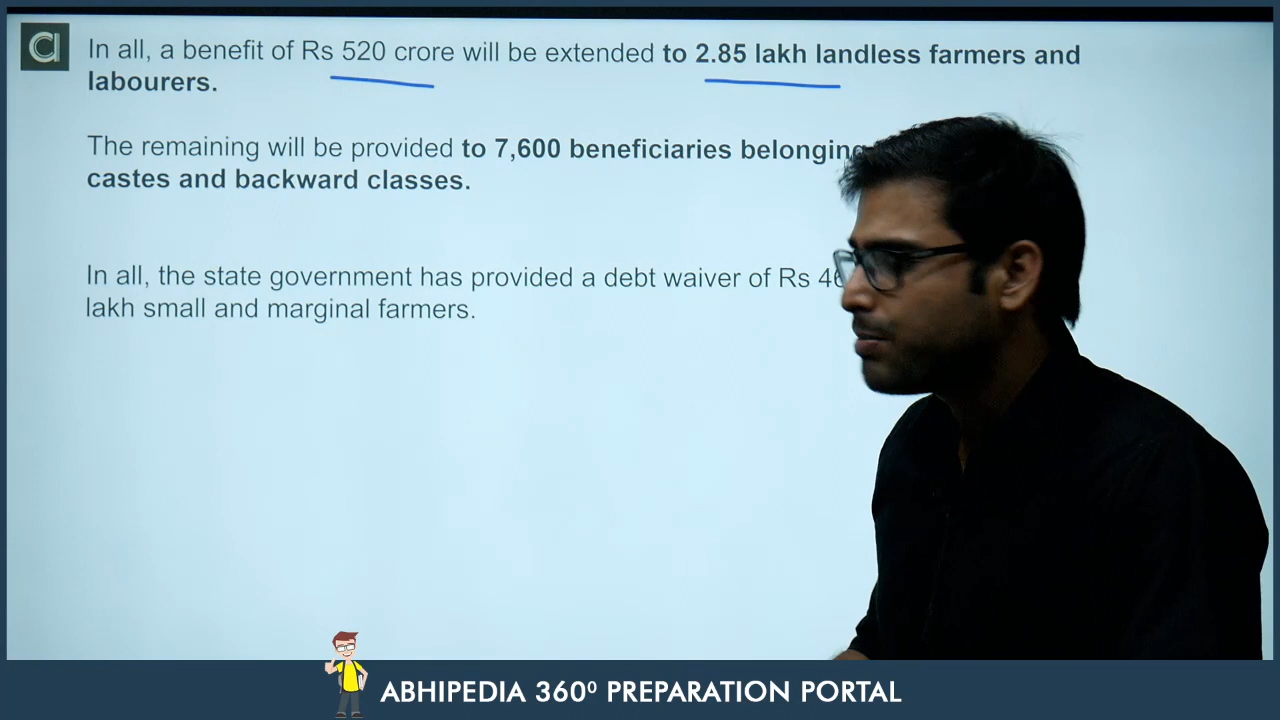 In all, a benefit of Rs 520 crore will be extended to 2.85 lakh landless farmers and
labourers.
The remaining will be provided to 7,600 beneficiaries belonging
castes and backward classes.
In all, the state government has provided a debt waiver of Rs
lakh small and marginal farmers.
ABHIPEDIA 360⁰ PREPARATION PORTAL